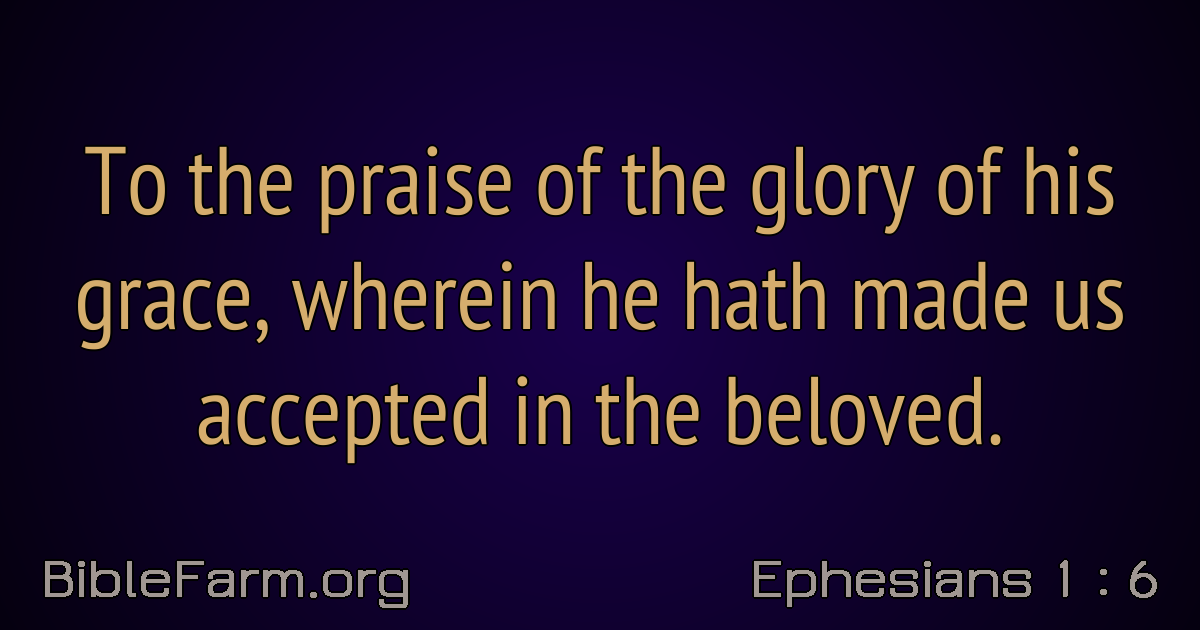 To the praise of the glory of his
grace, wherein he hath made us
accepted in the beloved.
BibleFarm.org
Ephesians 1 : 6